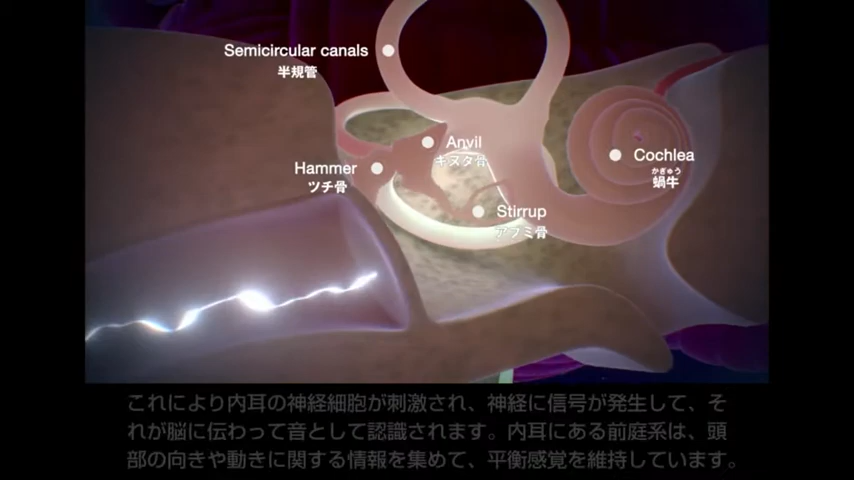 Semicircular canals
半規管
Anvil
キヌタ骨
Hammer
ツチ骨
Cochlea
かぎゅう
蝸牛
Stirrup
アブミ骨
これにより内耳の神経細胞が刺激され、神経に信号が発生して、そ
れが脳に伝わって音として認識されます。内耳にある前庭系は、頭
部の向きや動きに関する情報を集めて、平衡感覚を維持しています。